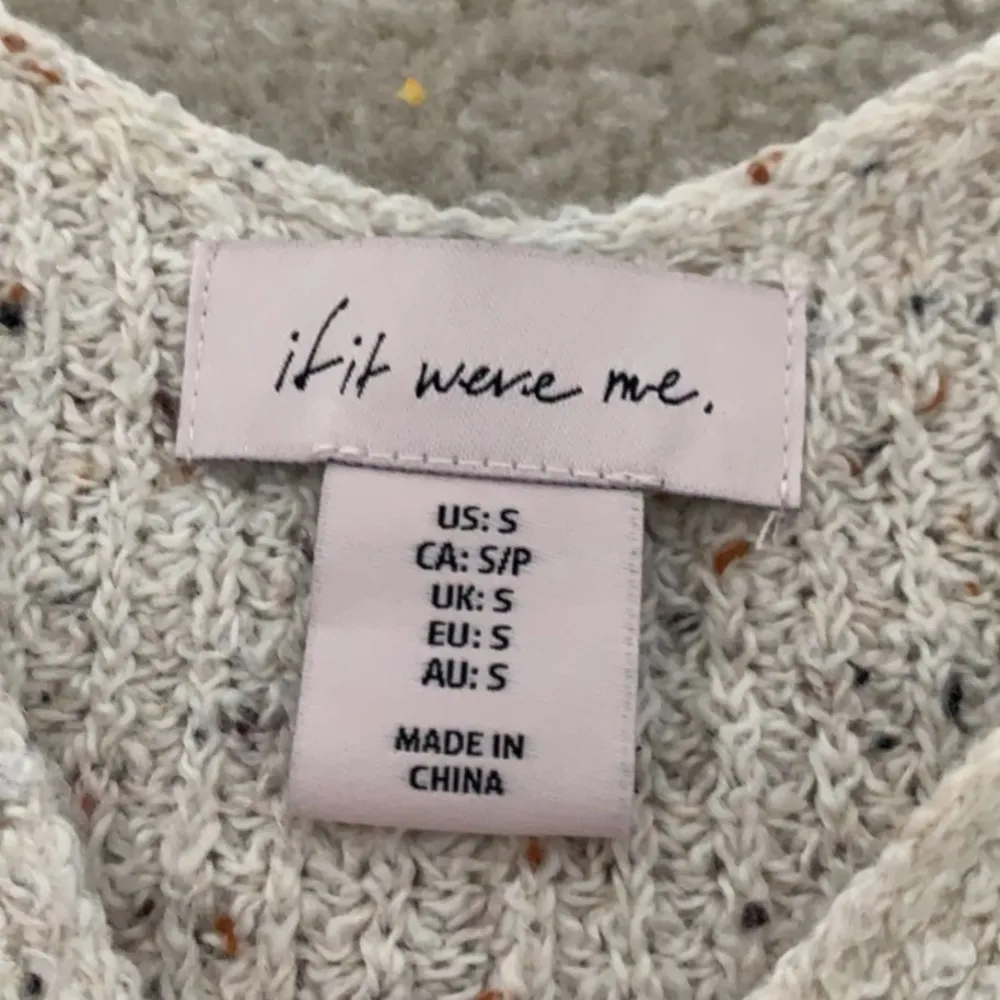 if it were me.
US: S
CA: S/P
UK: S
EU: S
AU: S
MADE IN
CHINA